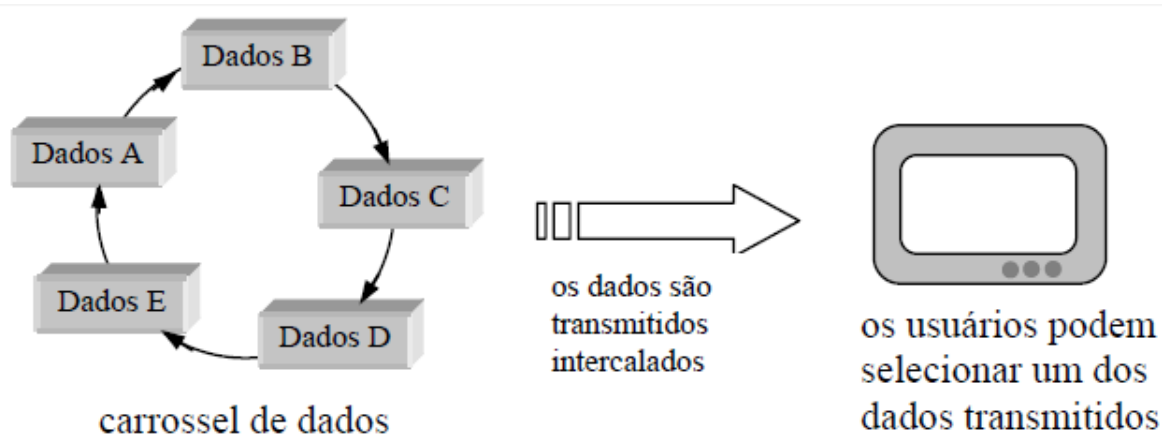 Dados B
Dados A
Dados C
Dados E
Dados D
carrossel de dados
os dados são
transmitidos
intercalados
os usuários podem
selecionar um dos
dados transmitidos